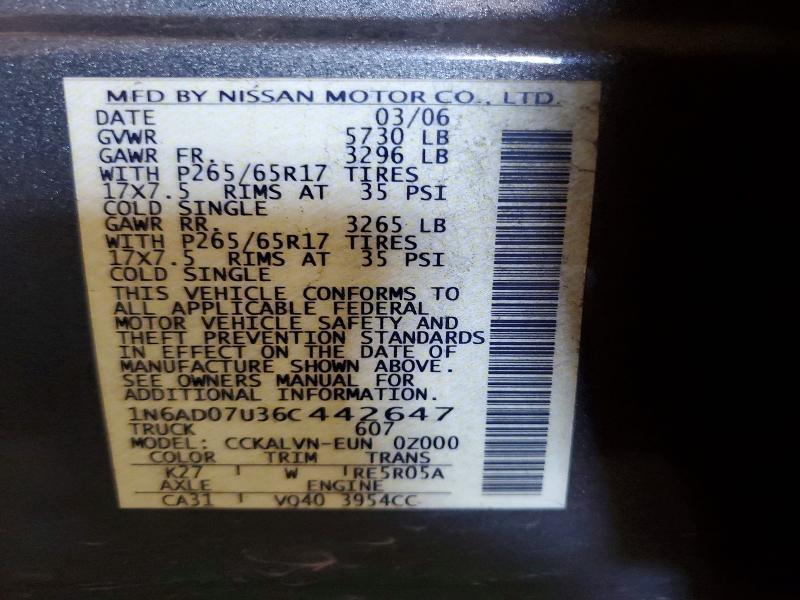 MFD BY NISSAN MOTOR CO., LTD.
DATE 03/06
GVWR 5730 LB
GAWR FR. 3296 LB
WITH P265/65R17 TIRES
17X7.5 RIMS AT 35 PSI
COLD SINGLE
GAWR RR. 3265 LB
WITH P265/65R17 TIRES
17X7.5 RIMS AT 35 PSI
COLD SINGLE
THIS VEHICLE CONFORMS TO
ALL APPLICABLE FEDERAL
MOTOR VEHICLE SAFETY AND
THEFT PREVENTION STANDARDS
IN EFFECT ON THE DATE OF
MANUFACTURE SHOWN ABOVE.
SEE OWNERS MANUAL FOR
ADDITIONAL INFORMATION.
1N6AD07U36C442647
TRUCK 607
MODEL: CCKALVN-EUN 0Z000
COLOR TRIM TRANS
K27 W RE5R05A
AXLE ENGINE
CA31 VQ40 3954CC